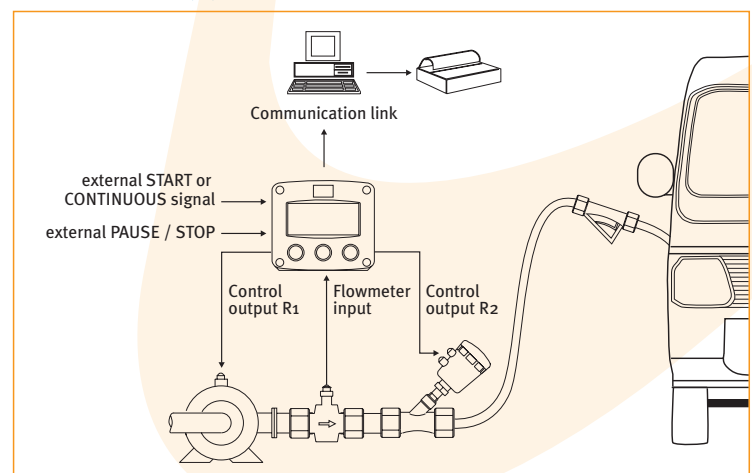 Communication link
external START or
CONTINUOUS signal
external PAUSE / STOP
Control
output R1
Flowmeter
input
Control
output R2